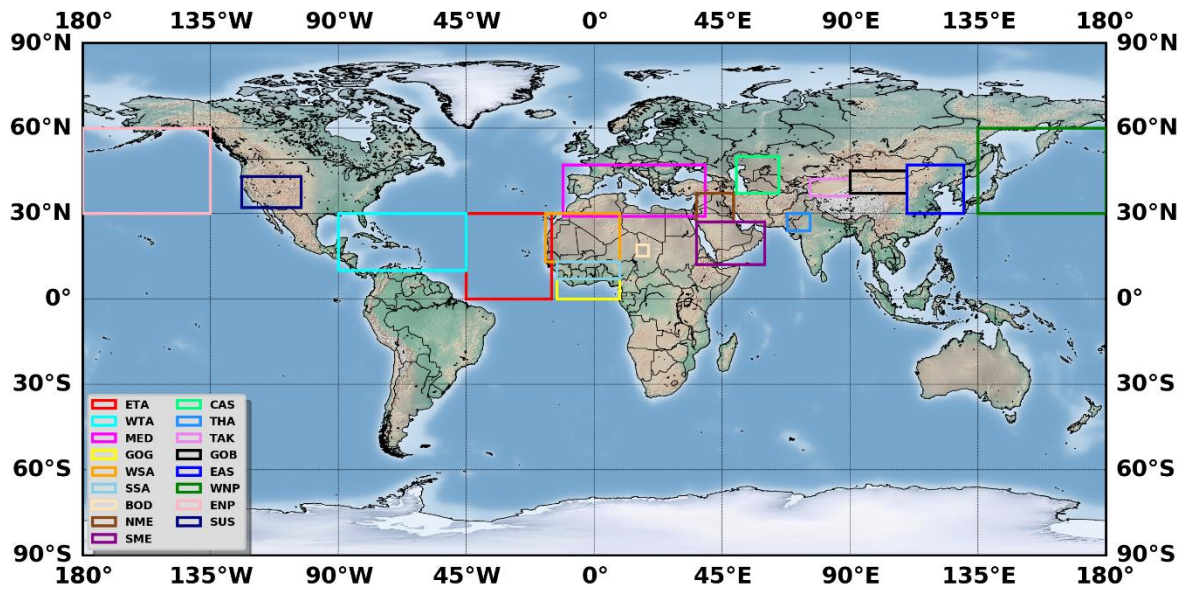 180° 135°W 90°W 45°W 0° 45°E 90°E 135°E 180°
90°N 90°N
60°N 60°N
30°N 30°N
0° 0°
30°S 30°S
ETA CAS
WTA THA
MED TAK
GOG GOB
WSA EAS
SSA WNP
BOD ENP
NME SUS
SME
60°S 60°S
90°S 90°S
180° 135°W 90°W 45°W 0° 45°E 90°E 135°E 180°